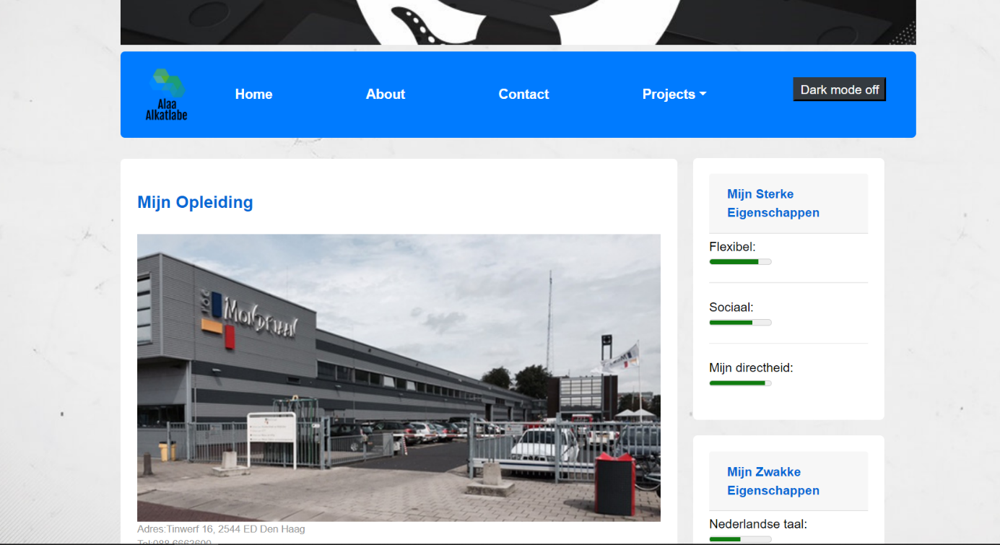 Alaa
Alkatlabe
Home
About
Contact
Projects
Dark mode off
Mijn Opleiding
ROC
Mondriaan
Adres:Tinwerf 16, 2544 ED Den Haag
Tel:088 6663600
Mijn Sterke
Eigenschappen
Flexibel:
Sociaal:
Mijn directheid:
Mijn Zwakke
Eigenschappen
Nederlandse taal: